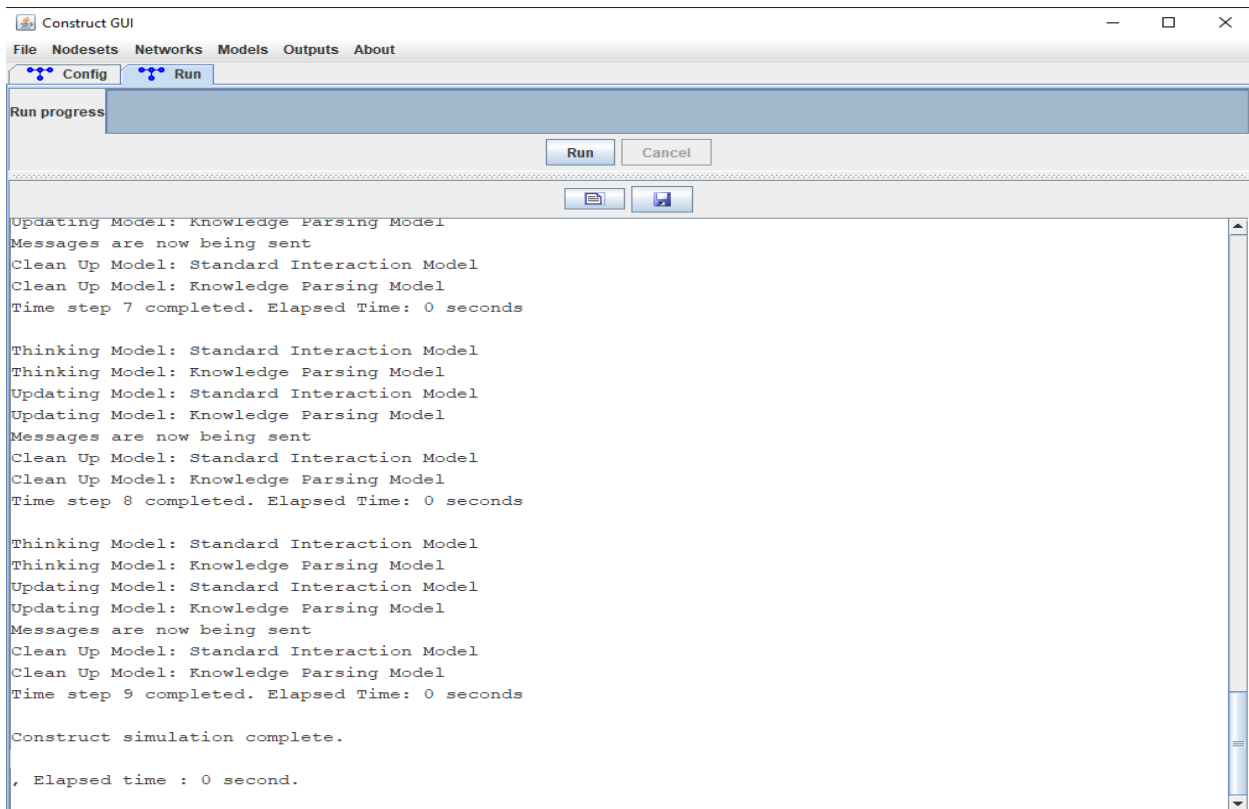 Construct GUI
File Nodesets Networks Models Outputs About
Config Run
Run progress
Run Cancel
Updating Model: Knowledge Parsing Model
Messages are now being sent
Clean Up Model: Standard Interaction Model
Clean Up Model: Knowledge Parsing Model
Time step 7 completed. Elapsed Time: 0 seconds
Thinking Model: Standard Interaction Model
Thinking Model: Knowledge Parsing Model
Updating Model: Standard Interaction Model
Updating Model: Knowledge Parsing Model
Messages are now being sent
Clean Up Model: Standard Interaction Model
Clean Up Model: Knowledge Parsing Model
Time step 8 completed. Elapsed Time: 0 seconds
Thinking Model: Standard Interaction Model
Thinking Model: Knowledge Parsing Model
Updating Model: Standard Interaction Model
Updating Model: Knowledge Parsing Model
Messages are now being sent
Clean Up Model: Standard Interaction Model
Clean Up Model: Knowledge Parsing Model
Time step 9 completed. Elapsed Time: 0 seconds
Construct simulation complete.
, Elapsed time : 0 second.